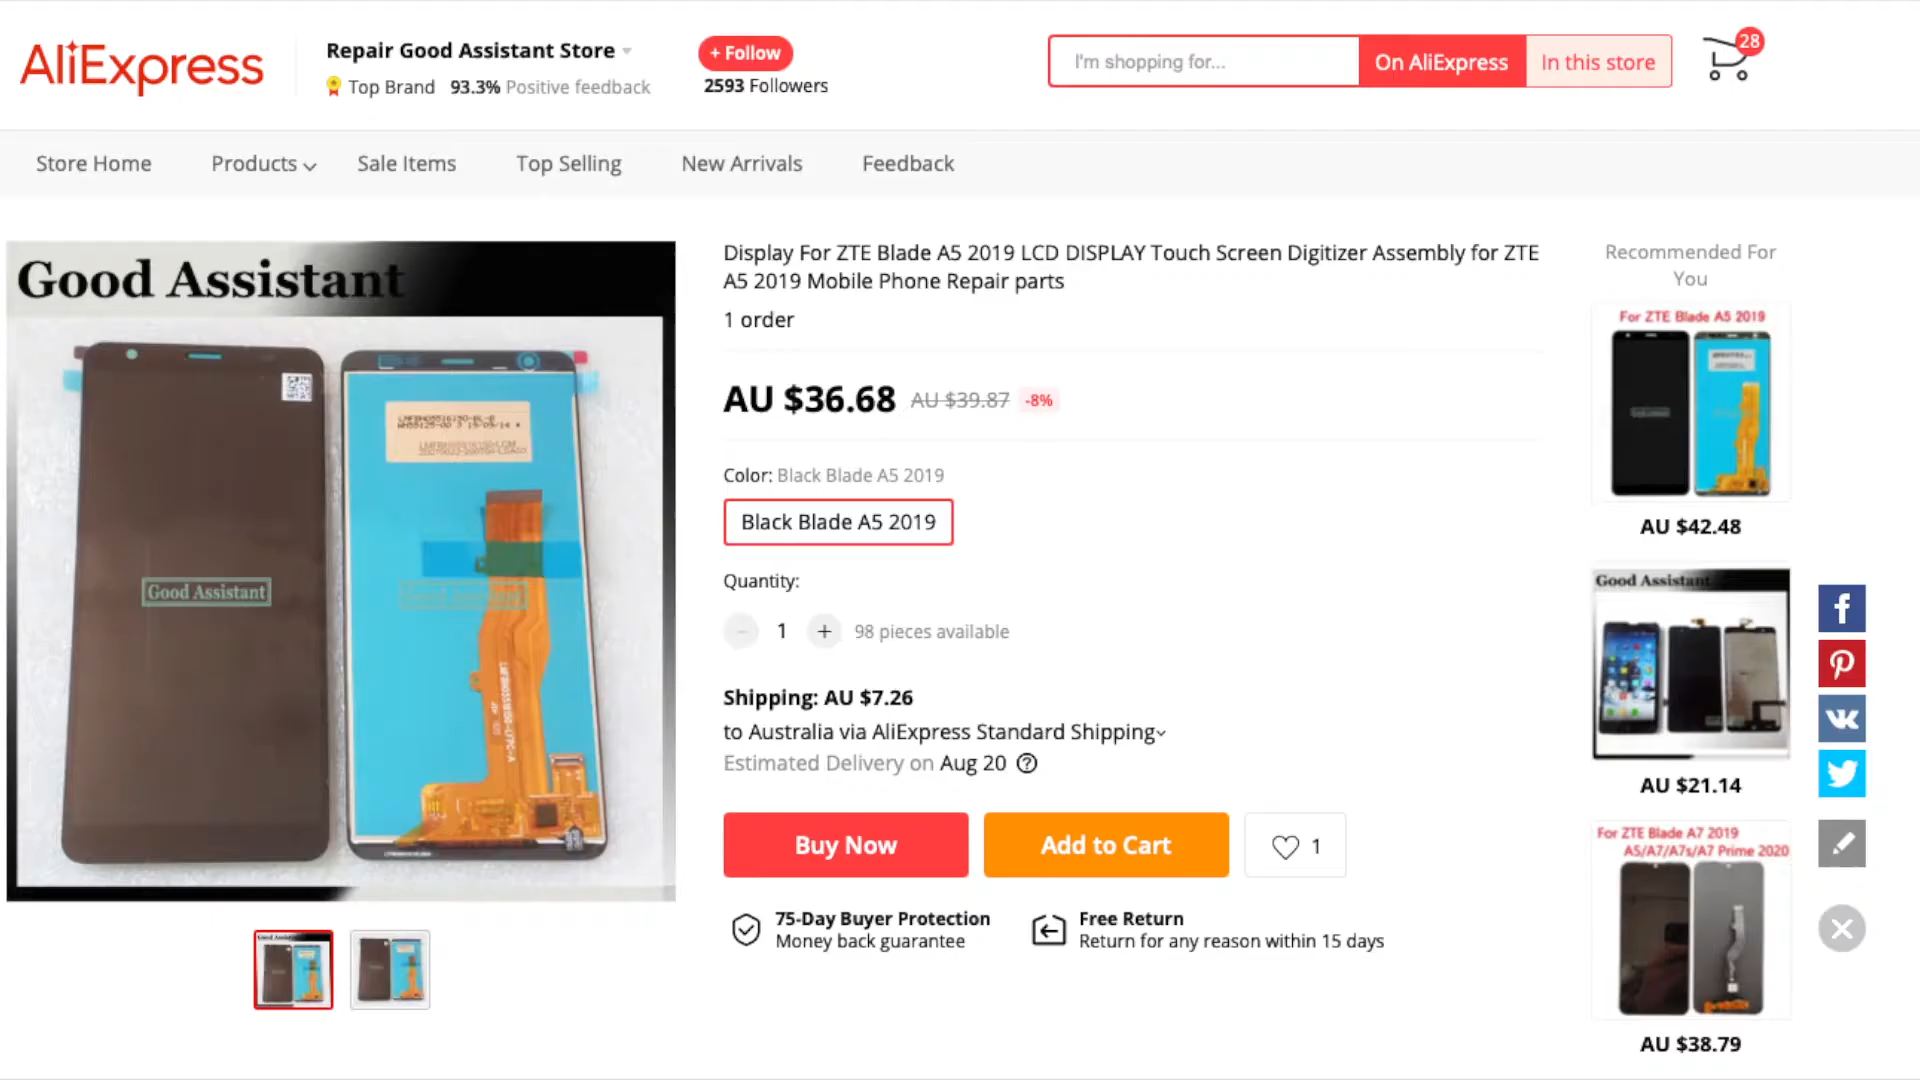 AliExpress
Repair Good Assistant Store
Top Brand 93.3% Positive feedback
+ Follow
2593 Followers
I'm shopping for...
On AliExpress
In this store
28
Store Home
Products
Sale Items
Top Selling
New Arrivals
Feedback
Good Assistant
Good Assistant
Display For ZTE Blade A5 2019 LCD DISPLAY Touch Screen Digitizer Assembly for ZTE
A5 2019 Mobile Phone Repair parts
1 order
AU $36.68 AU $39.87 -8%
Color: Black Blade A5 2019
Black Blade A5 2019
Quantity:
− 1 + 98 pieces available
Shipping: AU $7.26
to Australia via AliExpress Standard Shipping
Estimated Delivery on Aug 20 ?
Buy Now
Add to Cart
1
75-Day Buyer Protection
Money back guarantee
Free Return
Return for any reason within 15 days
Recommended For
You
For ZTE Blade A5 2019
AU $42.48
Good Assistant
AU $21.14
For ZTE Blade A7 2019
A5/A7/A7s/A7 Prime 2020
AU $38.79